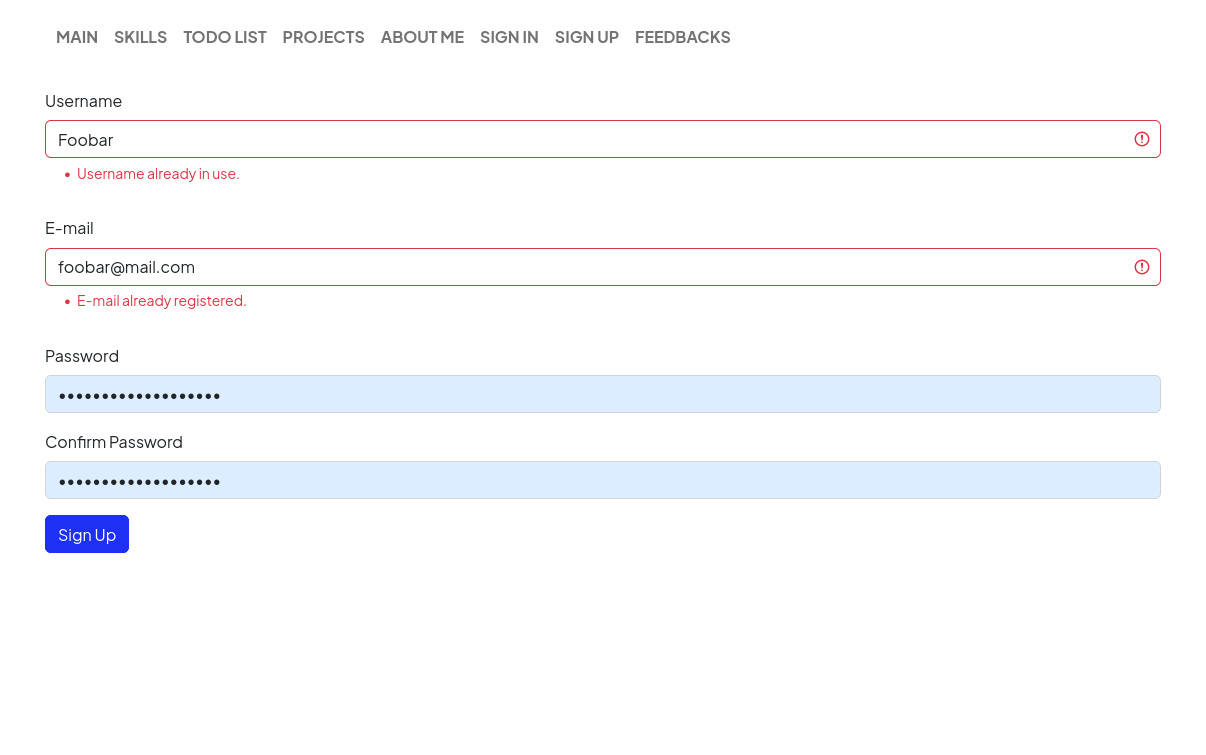 MAIN SKILLS TODO LIST PROJECTS ABOUT ME SIGN IN SIGN UP FEEDBACKS
Username
Foobar
• Username already in use.
E-mail
foobar@mail.com
• E-mail already registered.
Password
•••••••••••••••••••
Confirm Password
•••••••••••••••••••
Sign Up